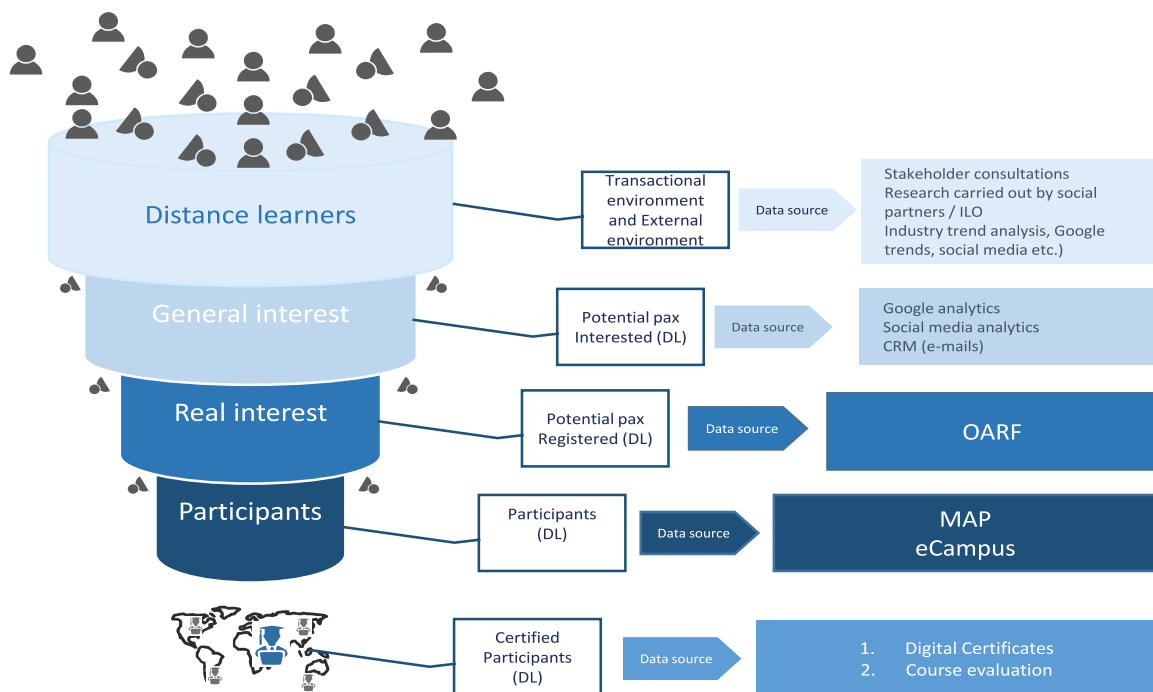 Distance learners
Transactional
environment
and External
environment
Data source
Stakeholder consultations
Research carried out by social
partners / ILO
Industry trend analysis, Google
trends, social media etc.)
General interest
Potential pax
Interested (DL)
Data source
Google analytics
Social media analytics
CRM (e-mails)
Real interest
Potential pax
Registered (DL)
Data source
OARF
Participants
Participants
(DL)
Data source
MAP
eCampus
Certified
Participants
(DL)
Data source
1. Digital Certificates
2. Course evaluation